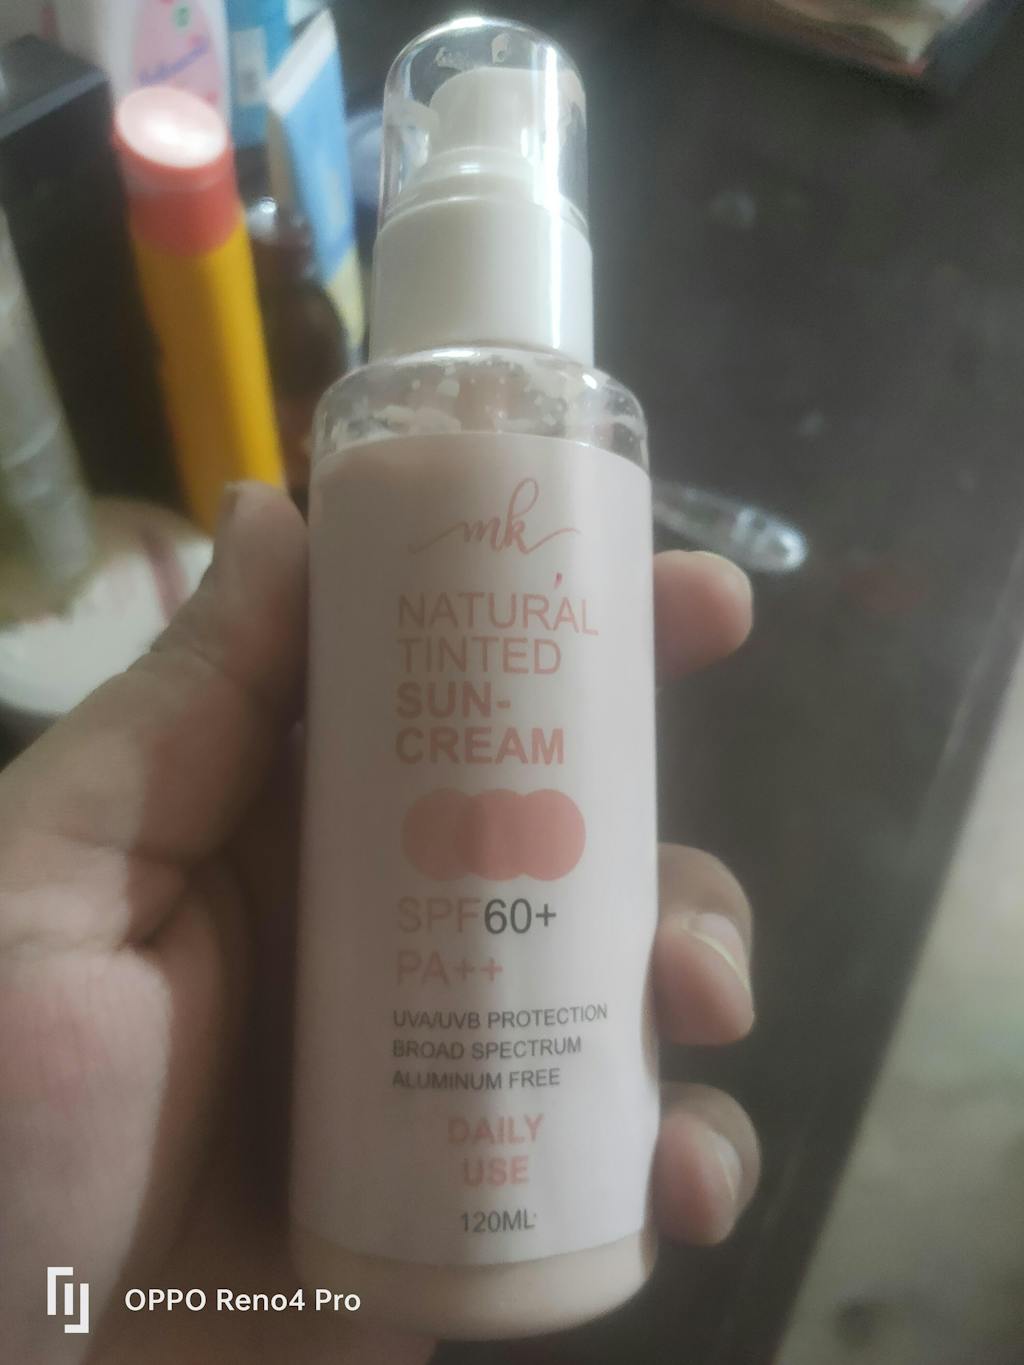 mk
NATURAL
TINTED
SUN-
CREAM
SPF60+
PA++
UVA/UVB PROTECTION
BROAD SPECTRUM
ALUMINUM FREE
DAILY
USE
120ML
OPPO Reno4 Pro